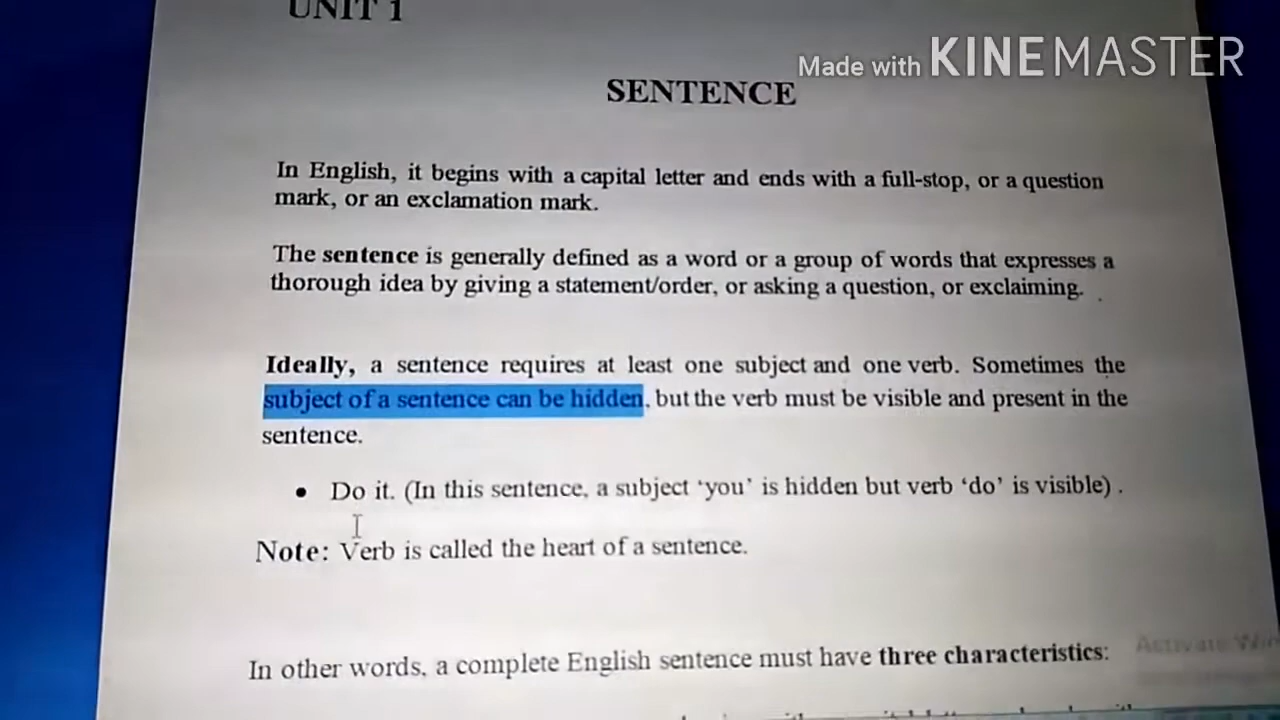 UNIT 1
Made with KINEMASTER
SENTENCE
In English, it begins with a capital letter and ends with a full-stop, or a question
mark, or an exclamation mark.
The sentence is generally defined as a word or a group of words that expresses a
thorough idea by giving a statement/order, or asking a question, or exclaiming.
Ideally, a sentence requires at least one subject and one verb. Sometimes the
subject of a sentence can be hidden, but the verb must be visible and present in the
sentence.
• Do it. (In this sentence, a subject ‘you’ is hidden but verb ‘do’ is visible) .
Note: Verb is called the heart of a sentence.
In other words, a complete English sentence must have three characteristics:
Activate Win